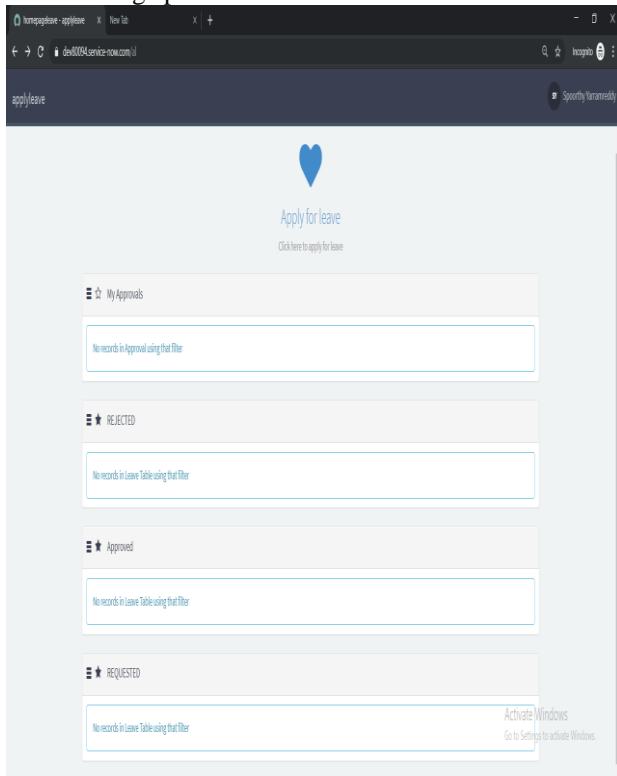 homepageleave - applyleave
New Tab
dev80094.service-now.com/al
Incognito
applyleave
Spoorthy Yarramreddy
Apply for leave
Click here to apply for leave
My Approvals
No records in Approval using that filter
REJECTED
No records in Leave Table using that filter
Approved
No records in Leave Table using that filter
REQUESTED
No records in Leave Table using that filter
Activate Windows
Go to Settings to activate Windows.